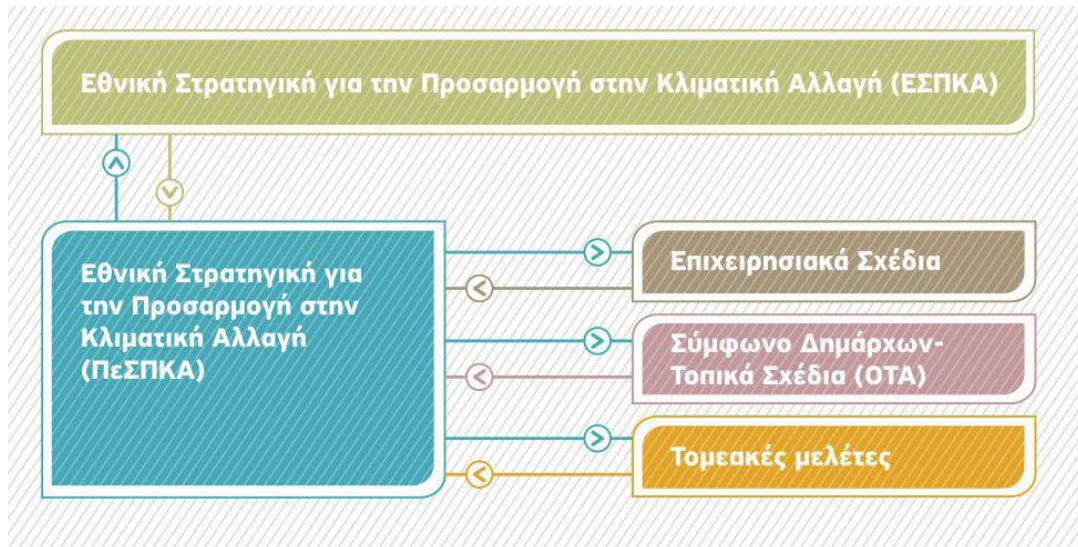 Εθνική Στρατηγική για την Προσαρμογή στην Κλιματική Αλλαγή (ΕΣΠΚΑ)
Εθνική Στρατηγική για
την Προσαρμογή στην
Κλιματική Αλλαγή
(ΠεΣΠΚΑ)
Επιχειρησιακά Σχέδια
Σύμφωνο Δημάρχων-
Τοπικά Σχέδια (ΟΤΑ)
Τομεακές μελέτες